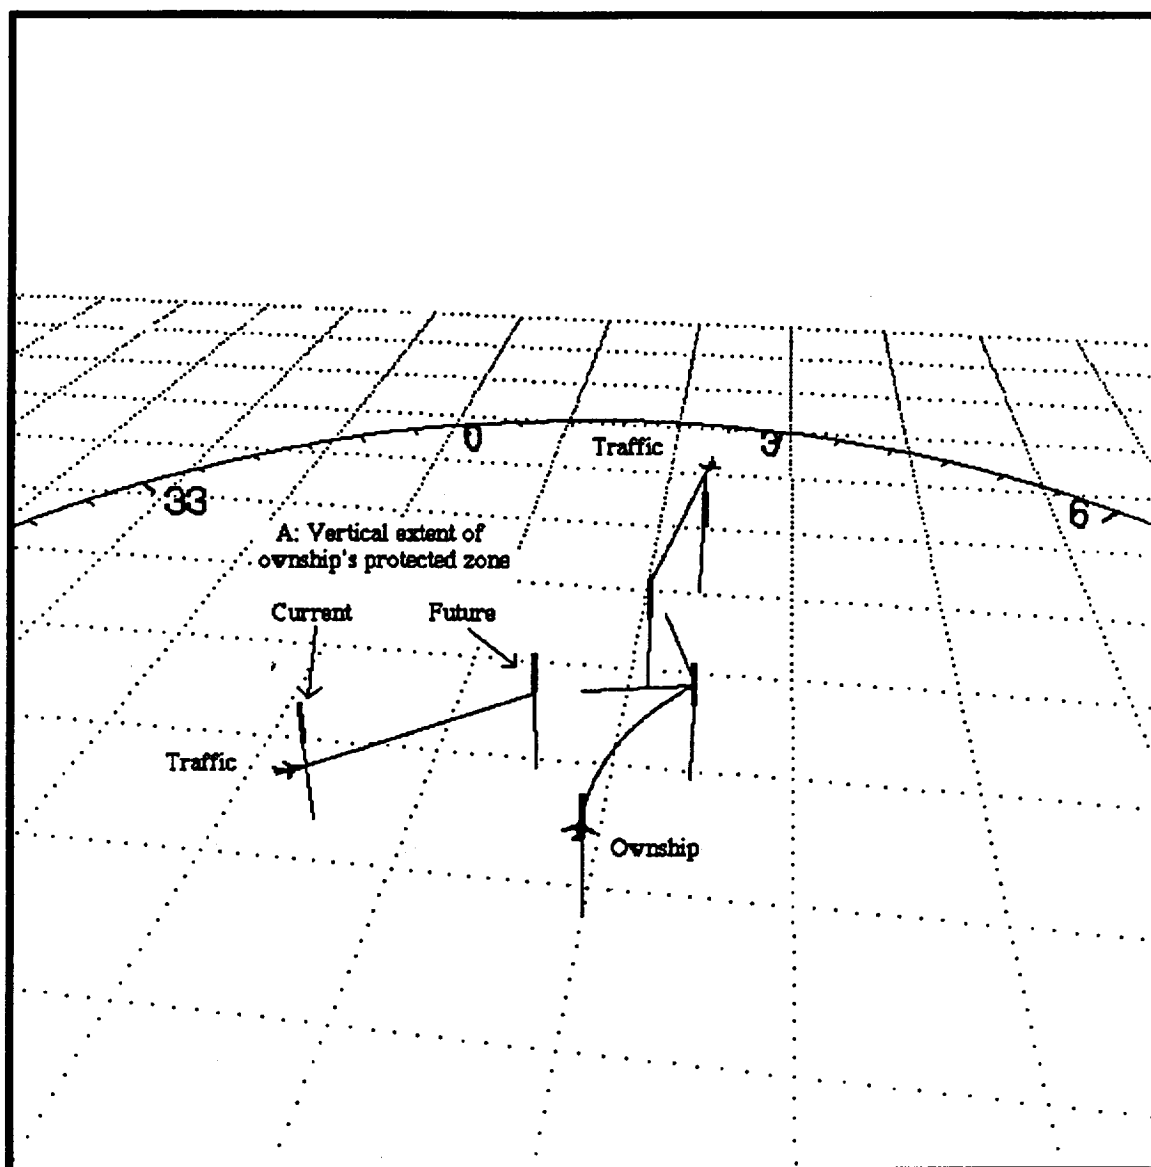 0
Traffic
3
33
6
A: Vertical extent of
ownship's protected zone
Current
Future
Traffic
Ownship